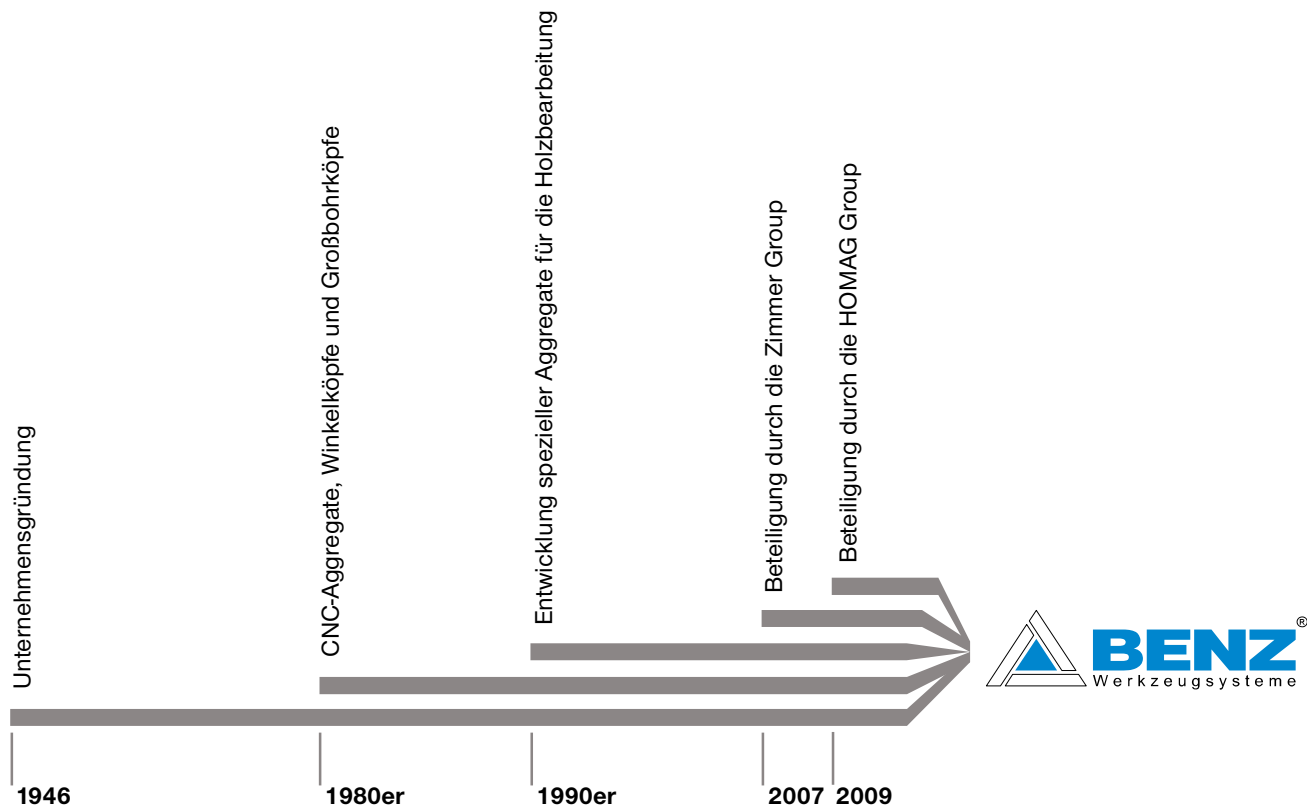 Unternehmensgründung
CNC-Aggregate, Winkelköpfe und Großbohrköpfe
Entwicklung spezieller Aggregate für die Holzbearbeitung
Beteiligung durch die Zimmer Group
Beteiligung durch die HOMAG Group
BENZ®
Werkzeugsysteme
1946
1980er
1990er
2007
2009